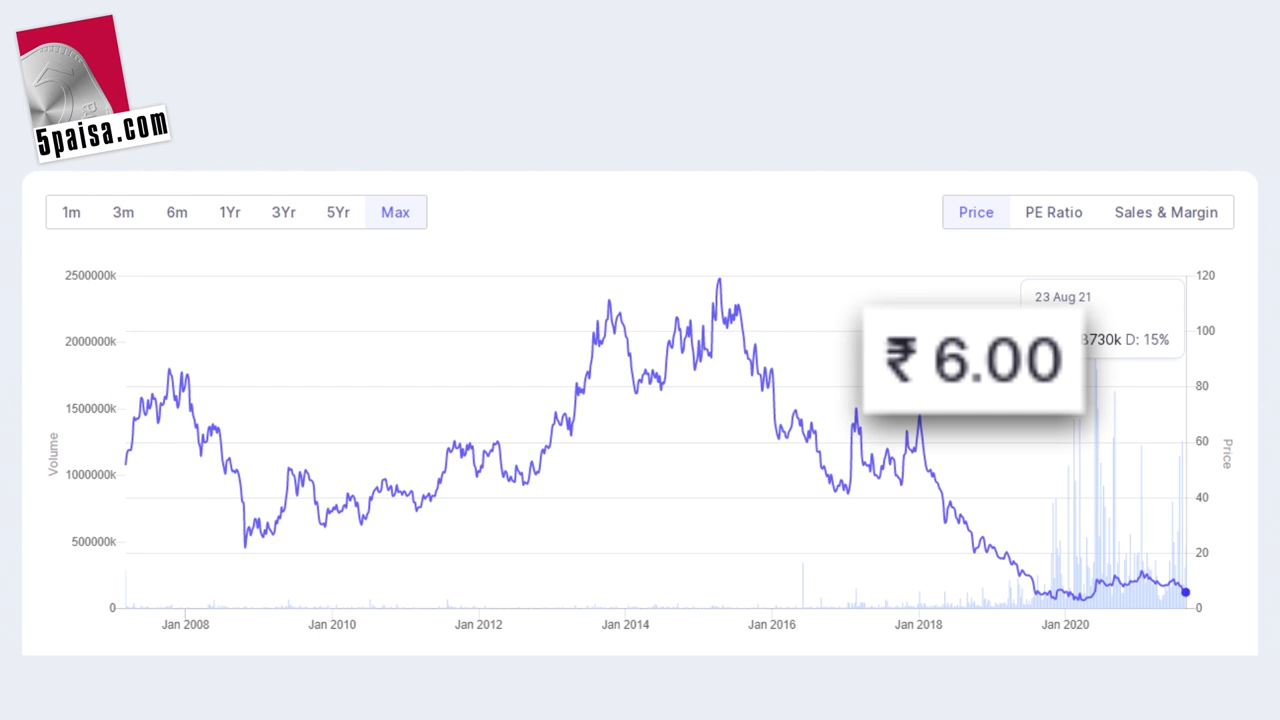 5paisa.com
1m 3m 6m 1Yr 3Yr 5Yr Max
Price PE Ratio Sales & Margin
2500000k
2000000k
1500000k
1000000k
500000k
0
Volume
120
100
80
60
40
20
0
Price
23 Aug 21
₹ 6.00
730k D: 15%
Jan 2008 Jan 2010 Jan 2012 Jan 2014 Jan 2016 Jan 2018 Jan 2020